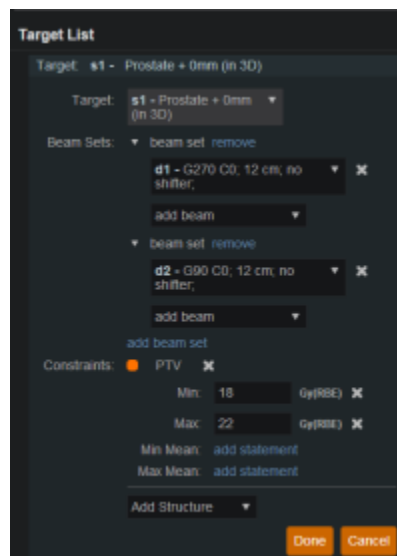 Target List
Target: s1 - Prostate + 0mm (in 3D)
Target: s1 - Prostate + 0mm
(in 3D)
Beam Sets: beam set remove
d1 - G270 C0; 12 cm; no
shifter;
add beam
beam set remove
d2 - G90 C0; 12 cm; no
shifter;
add beam
add beam set
Constraints: PTV
Min: 18 Gy(RBE)
Max: 22 Gy(RBE)
Min Mean: add statement
Max Mean: add statement
Add Structure
Done Cancel